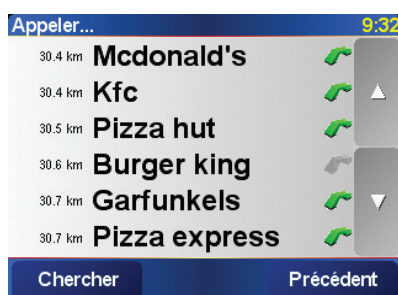 Appeler... 9:32
30.4 km Mcdonald's
30.4 km Kfc
30.5 km Pizza hut
30.6 km Burger king
30.7 km Garfunkels
30.7 km Pizza express
Chercher Précédent